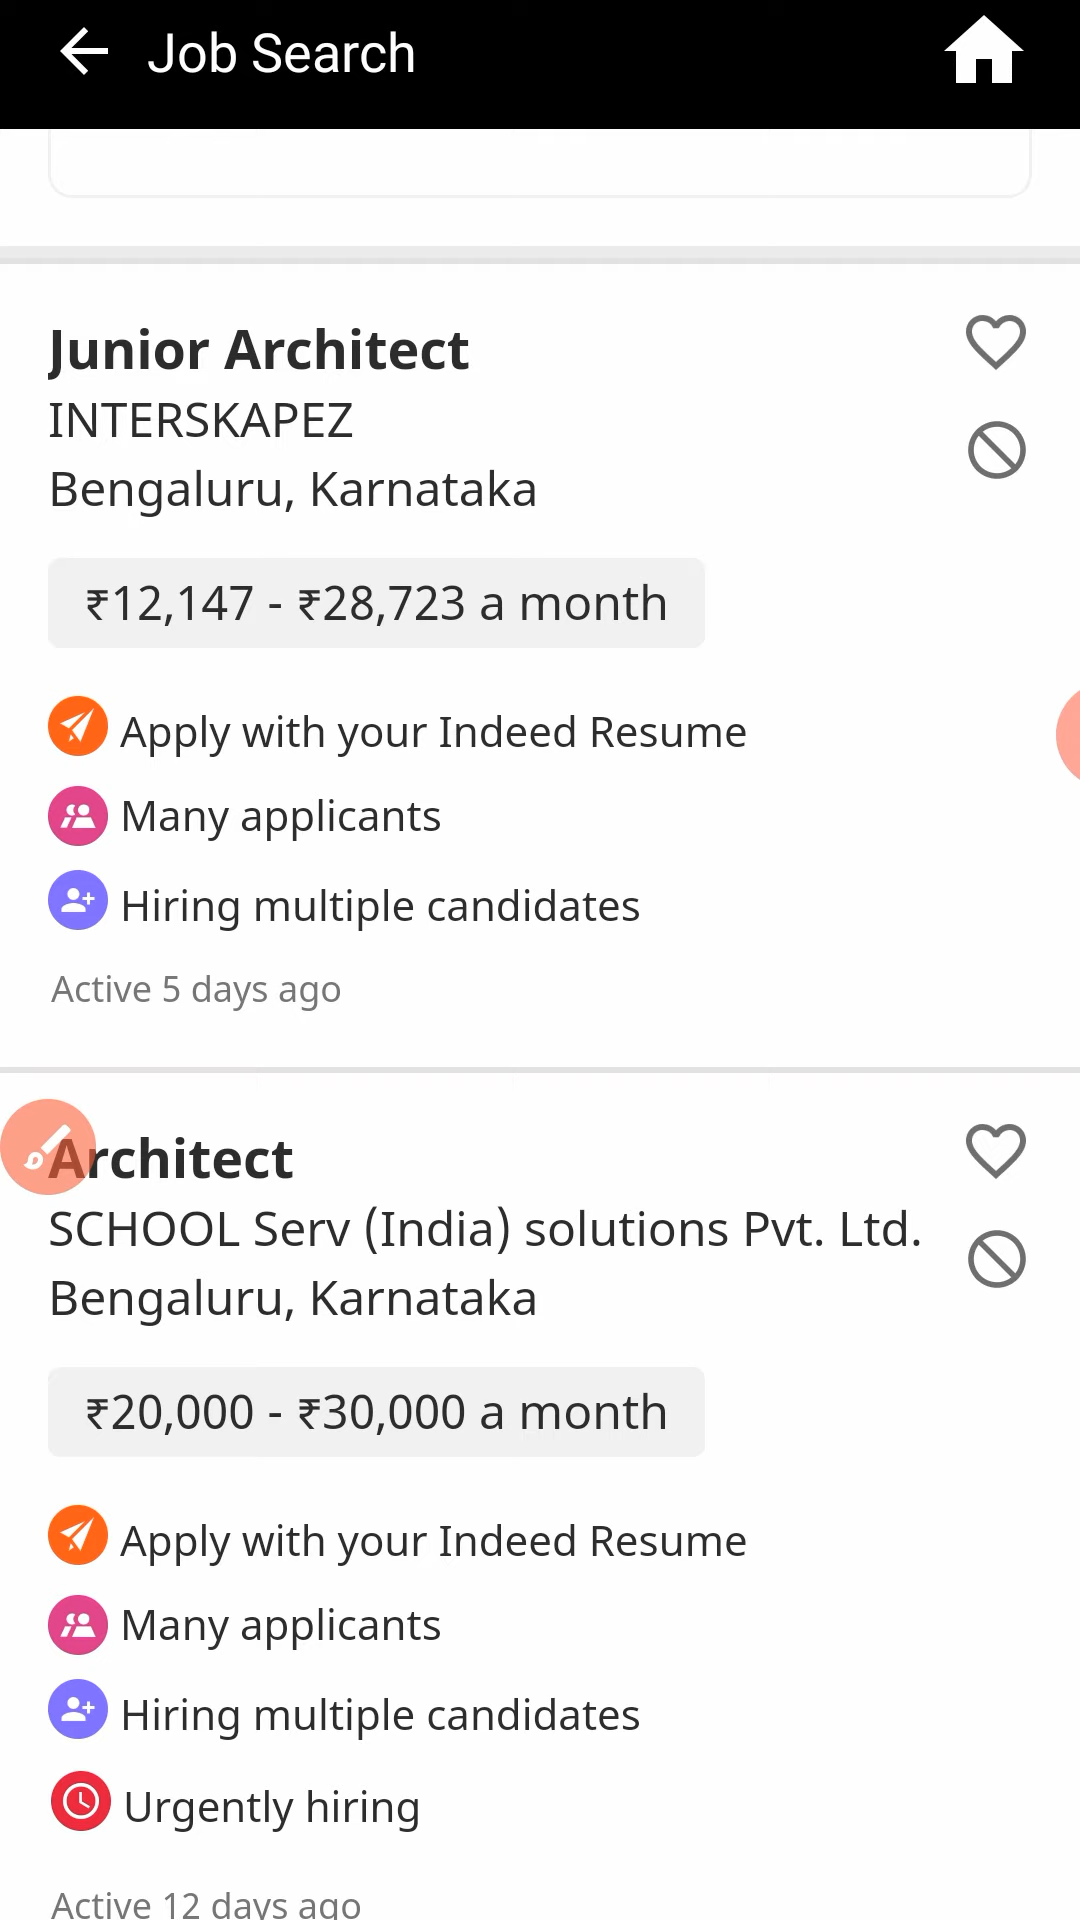 Job Search
Junior Architect
INTERSKAPEZ
Bengaluru, Karnataka
₹12,147 - ₹28,723 a month
Apply with your Indeed Resume
Many applicants
Hiring multiple candidates
Active 5 days ago
Architect
SCHOOL Serv (India) solutions Pvt. Ltd.
Bengaluru, Karnataka
₹20,000 - ₹30,000 a month
Apply with your Indeed Resume
Many applicants
Hiring multiple candidates
Urgently hiring
Active 12 days ago